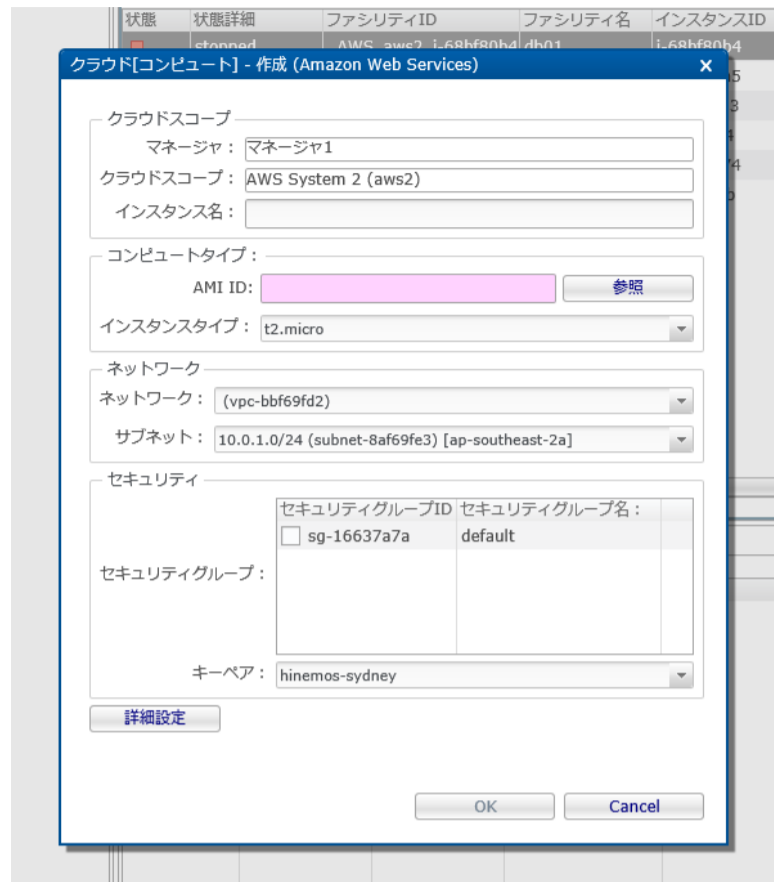 状態 状態詳細 ファシリティID ファシリティ名 インスタンスID
stopped _AWS_aws2_i-68bf80b4 db01 i-68bf80b4
クラウド[コンピュート] - 作成 (Amazon Web Services) x
クラウドスコープ
マネージャ： マネージャ1
クラウドスコープ： AWS System 2 (aws2)
インスタンス名：
コンピュートタイプ：
AMI ID: 参照
インスタンスタイプ： t2.micro
ネットワーク
ネットワーク： (vpc-bbf69fd2)
サブネット： 10.0.1.0/24 (subnet-8af69fe3) [ap-southeast-2a]
セキュリティ
セキュリティグループID セキュリティグループ名：
sg-16637a7a default
セキュリティグループ：
キーペア： hinemos-sydney
詳細設定
OK Cancel